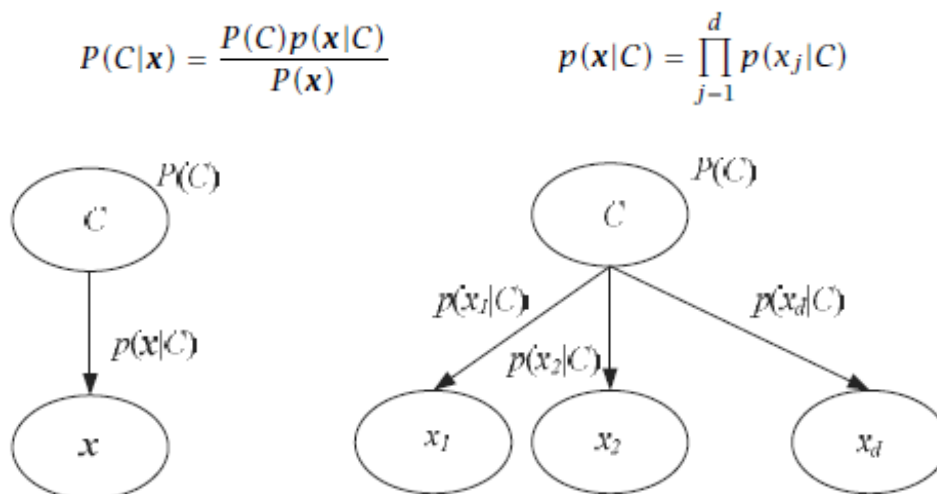 P(C|x) = P(C)p(x|C) / P(x)
p(x|C) = ∏ d j-1 p(x_j|C)
P(C)
C
p(x|C)
x
P(C)
C
p(x_1|C)
p(x_2|C)
p(x_d|C)
x_1
x_2
x_d